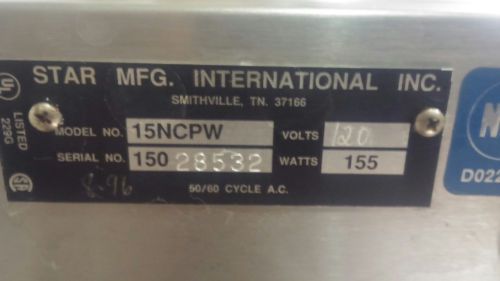 STAR MFG. INTERNATIONAL INC.
SMITHVILLE, TN. 37166
MODEL NO. 15NCPW VOLTS 120
SERIAL NO. 150 28532 WATTS 155
8-96
50/60 CYCLE A.C.
UL
LISTED
229G
D022